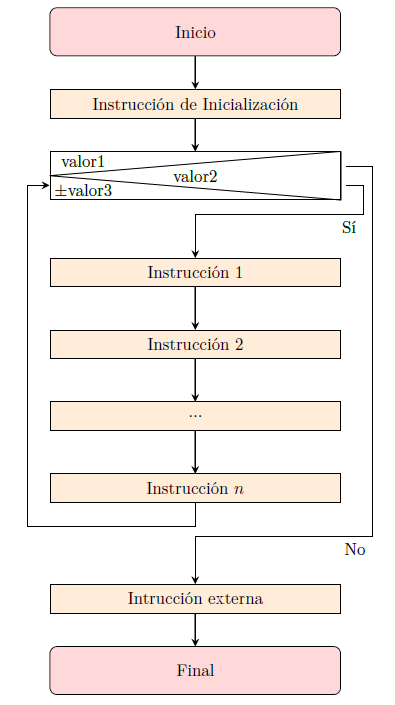 Inicio
Instrucción de Inicialización
valor1
valor2
±valor3
Sí
Instrucción 1
Instrucción 2
...
Instrucción n
No
Intrucción externa
Final